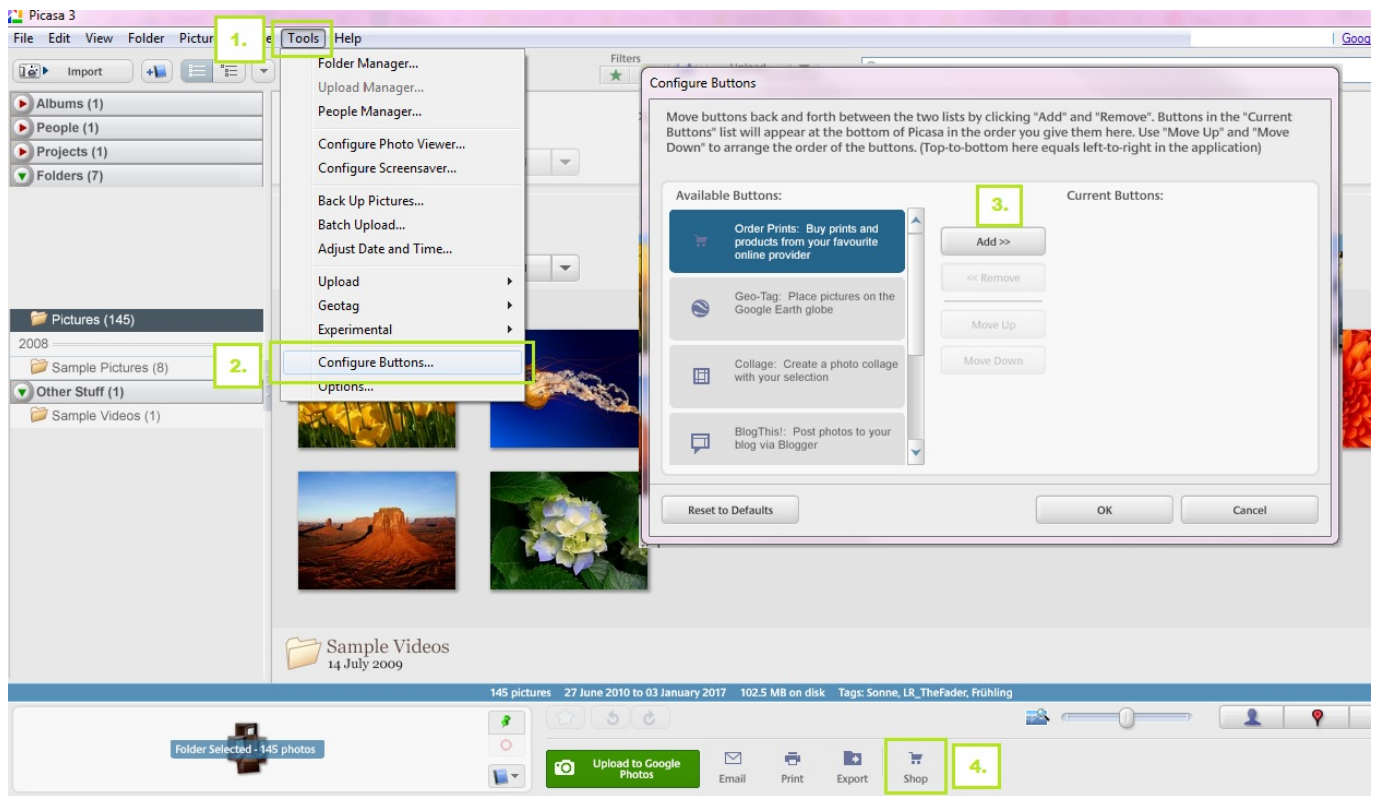 Picasa 3
File Edit View Folder Tools Help
Goog
1.
Import
Filters
Albums (1)
People (1)
Projects (1)
Folders (7)
Pictures (145)
2008
Sample Pictures (8)
Other Stuff (1)
Sample Videos (1)
Folder Manager...
Upload Manager...
People Manager...
Configure Photo Viewer...
Configure Screensaver...
Back Up Pictures...
Batch Upload...
Adjust Date and Time...
Upload
Geotag
Experimental
2.
Configure Buttons...
Options...
Configure Buttons
Move buttons back and forth between the two lists by clicking "Add" and "Remove". Buttons in the "Current
Buttons" list will appear at the bottom of Picasa in the order you give them here. Use "Move Up" and "Move
Down" to arrange the order of the buttons. (Top-to-bottom here equals left-to-right in the application)
Available Buttons:
Order Prints: Buy prints and
products from your favourite
online provider
Geo-Tag: Place pictures on the
Google Earth globe
Collage: Create a photo collage
with your selection
BlogThis!: Post photos to your
blog via Blogger
3.
Add >>
<< Remove
Move Up
Move Down
Current Buttons:
Reset to Defaults
OK
Cancel
Sample Videos
14 July 2009
145 pictures 27 June 2010 to 03 January 2017 102.5 MB on disk Tags: Sonne, LR_TheFader, Frühling
Folder Selected - 145 photos
Upload to Google
Photos
Email
Print
Export
Shop
4.